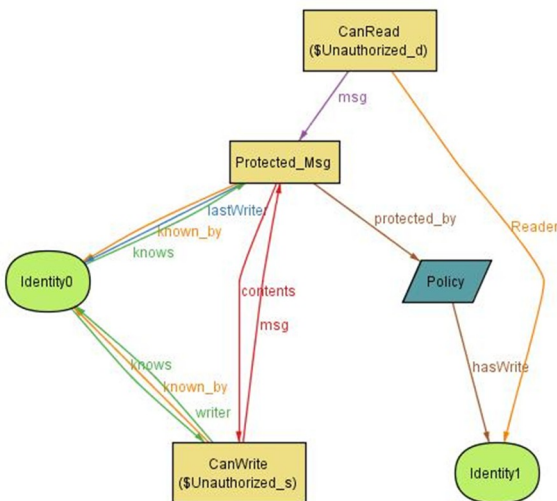 CanRead
($Unauthorized_d)
msg
Protected_Msg
lastWriter
known_by
knows
protected_by
Reader
Identity0
Policy
contents
msg
knows
known_by
writer
hasWrite
CanWrite
($Unauthorized_s)
Identity1